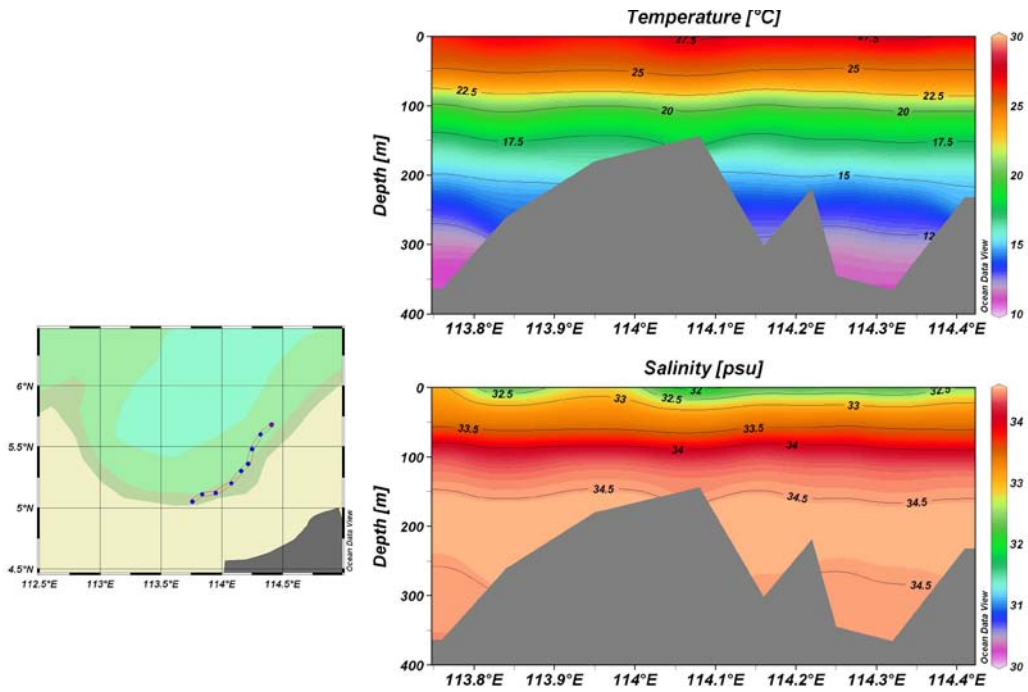 Temperature [°C]
0
100
200
300
400
Depth [m]
27.5
27.5
25
25
22.5
22.5
20
20
17.5
17.5
15
12
30
25
20
15
10
Ocean Data View
113.8°E
113.9°E
114°E
114.1°E
114.2°E
114.3°E
114.4°E
Salinity [psu]
0
100
200
300
400
Depth [m]
32.5
33
32.5
32
32.5
33
33.5
33.5
34
34
34.5
34.5
34.5
34
33
32
31
30
Ocean Data View
113.8°E
113.9°E
114°E
114.1°E
114.2°E
114.3°E
114.4°E
6°N
5.5°N
5°N
4.5°N
112.5°E
113°E
113.5°E
114°E
114.5°E
Ocean Data View